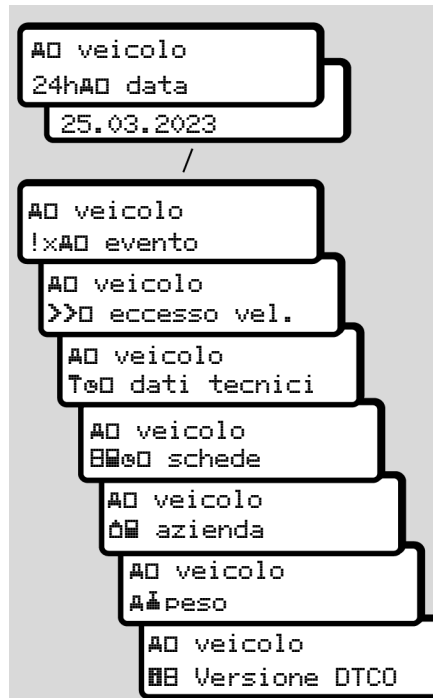 veicolo
24h data
25.03.2023
/
veicolo
!x evento
veicolo
>> eccesso vel.
veicolo
dati tecnici
veicolo
schede
veicolo
azienda
veicolo
peso
veicolo
Versione DTCO